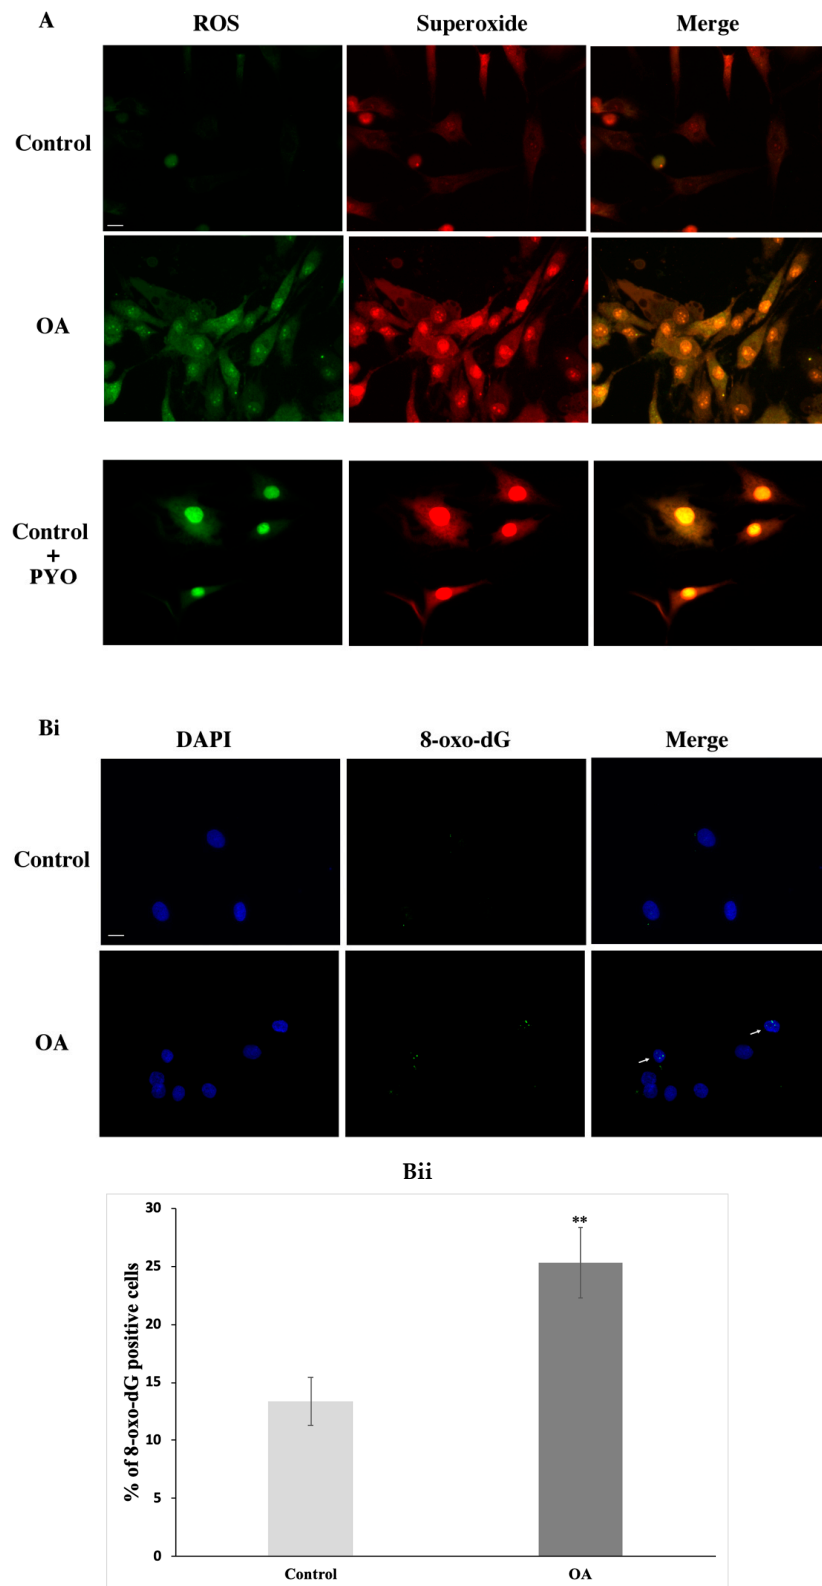 A
ROS
Superoxide
Merge
Control
OA
Control
+
PYO
Bi
DAPI
8-oxo-dG
Merge
Control
OA
Bii
30
25
20
15
10
5
0
% of 8-oxo-dG positive cells
**
Control
OA